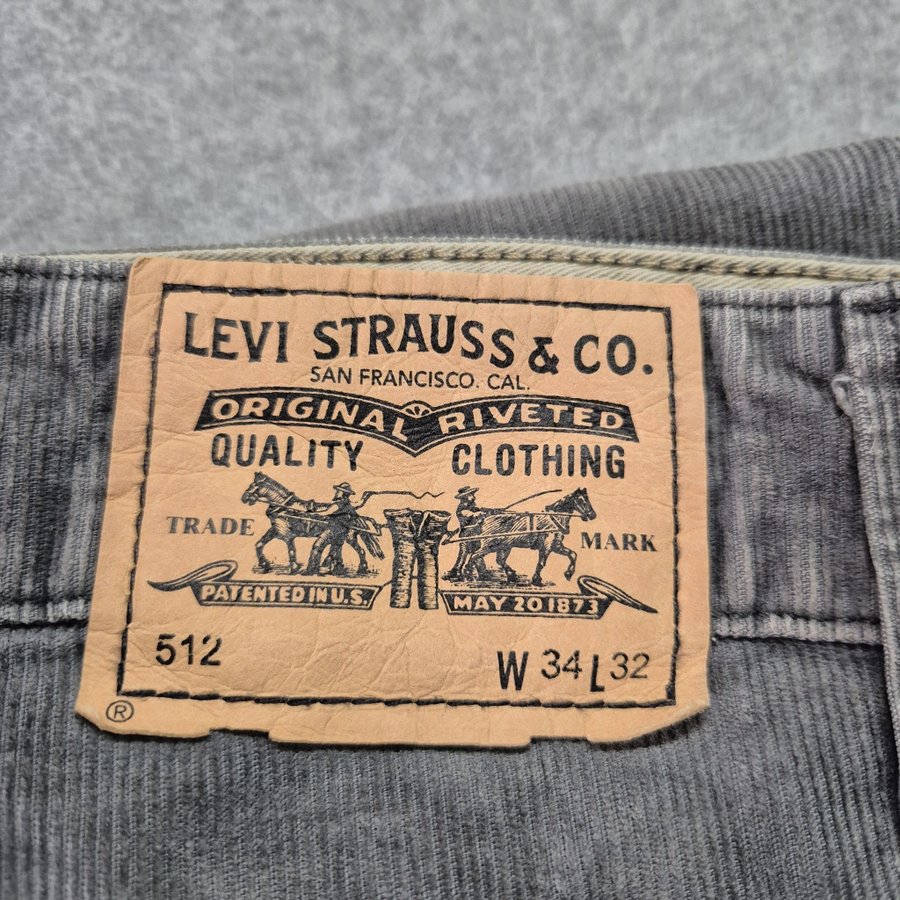 LEVI STRAUSS & CO.
SAN FRANCISCO. CAL.
ORIGINAL RIVETED
QUALITY CLOTHING
TRADE MARK
PATENTED IN U.S. MAY 20 1873
512 W 34 L 32
®